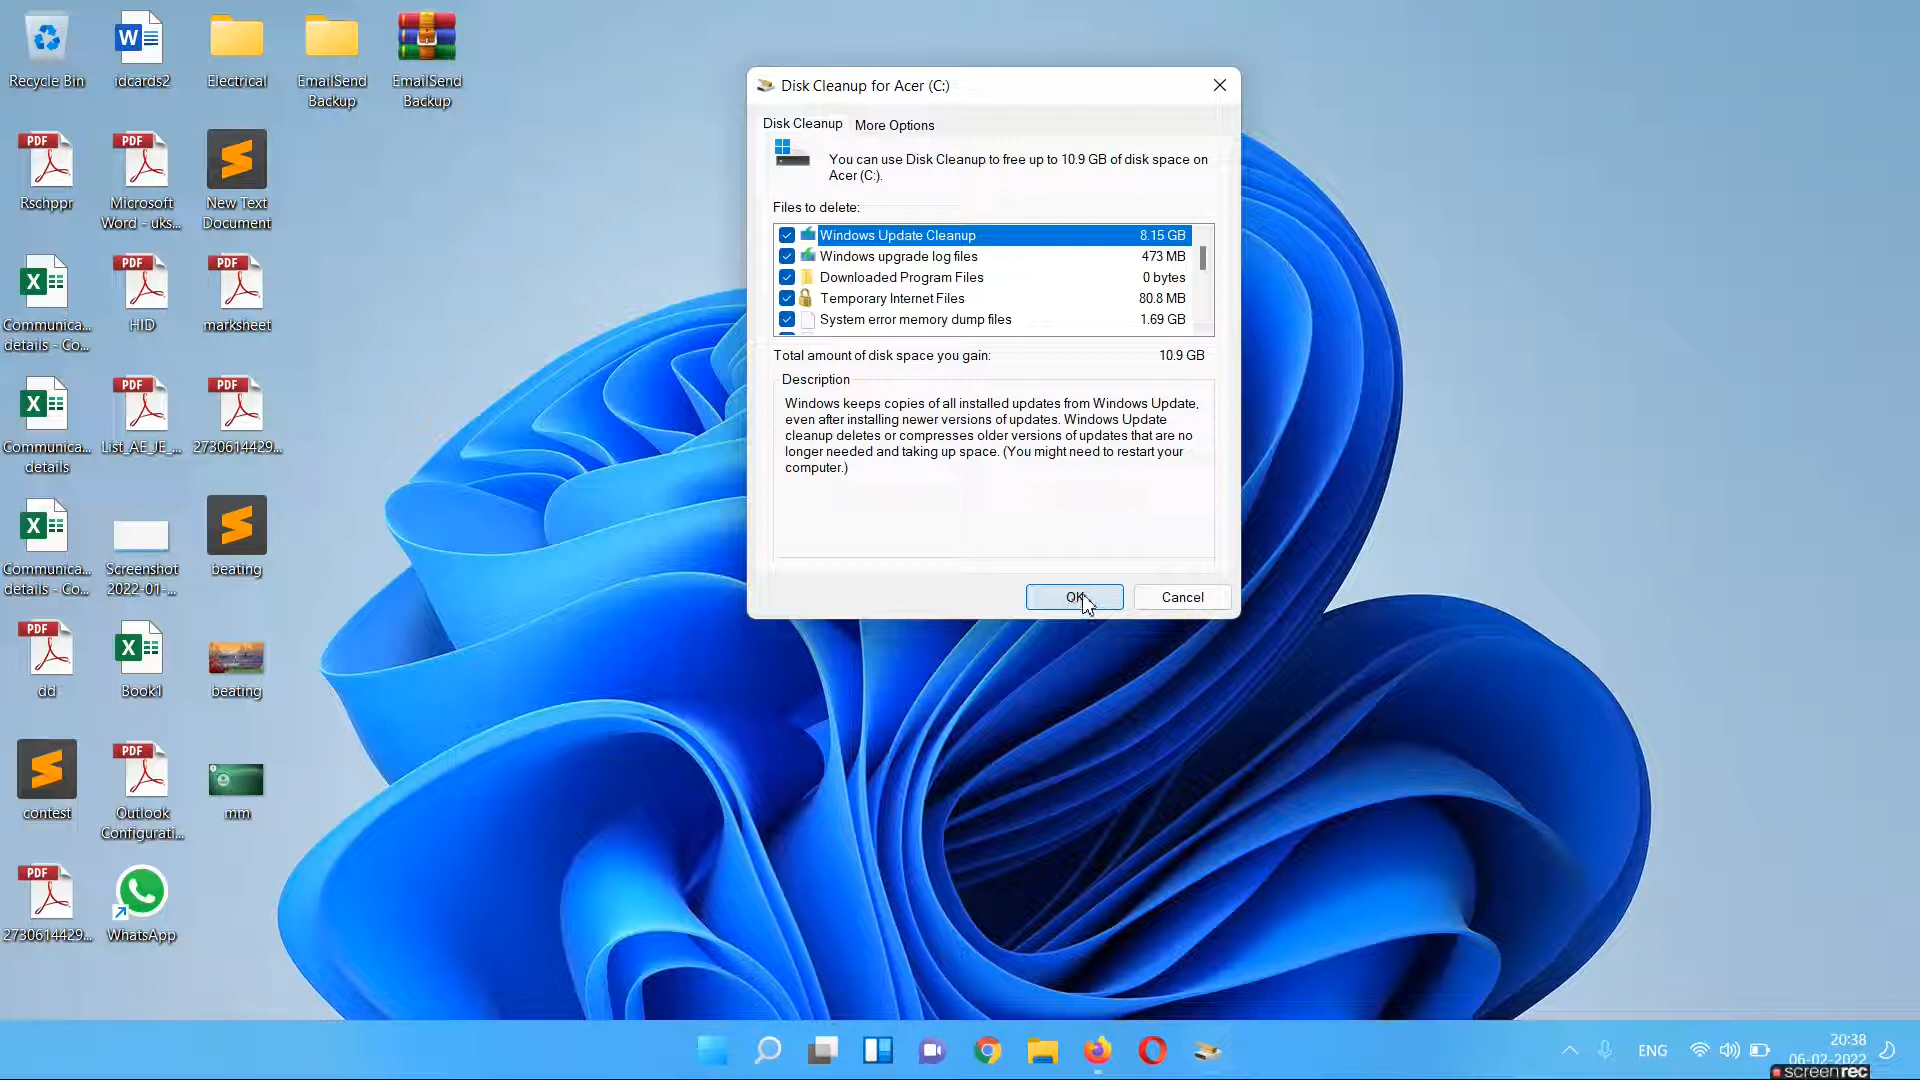 Recycle Bin
idcards2
Electrical
EmailSend
Backup
EmailSend
Backup
Rschppr
Microsoft
Word - uks...
New Text
Document
Communica...
details - Co...
HID
marksheet
Communica...
details
List_AE_JE_...
2730614429...
Communica...
details - Co...
Screenshot
2022-01-...
beating
dd
Book1
beating
contest
Outlook
Configurati...
mm
2730614429...
WhatsApp
Disk Cleanup for Acer (C:)
Disk Cleanup
More Options
You can use Disk Cleanup to free up to 10.9 GB of disk space on
Acer (C:).
Files to delete:
Windows Update Cleanup 8.15 GB
Windows upgrade log files 473 MB
Downloaded Program Files 0 bytes
Temporary Internet Files 80.8 MB
System error memory dump files 1.69 GB
Total amount of disk space you gain: 10.9 GB
Description
Windows keeps copies of all installed updates from Windows Update,
even after installing newer versions of updates. Windows Update
cleanup deletes or compresses older versions of updates that are no
longer needed and taking up space. (You might need to restart your
computer.)
OK
Cancel
ENG
20:38
06-02-2022
screenrec